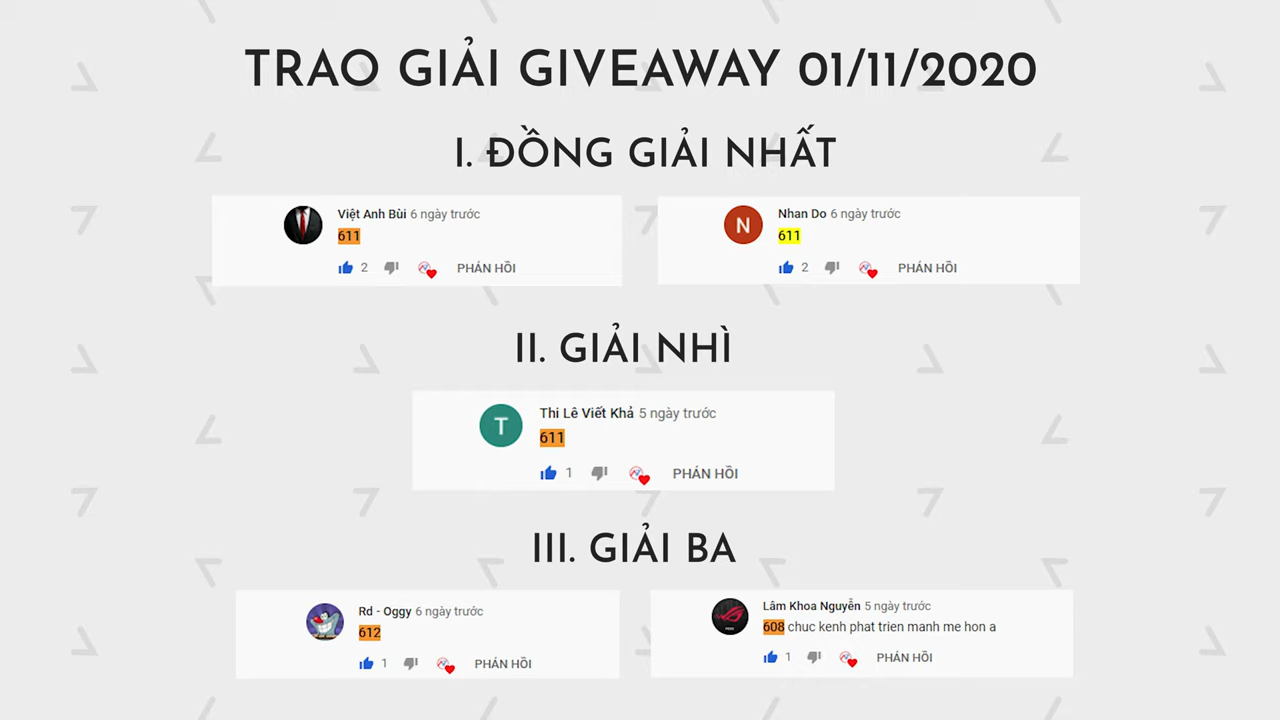 TRAO GIẢI GIVEAWAY 01/11/2020
I. ĐỒNG GIẢI NHẤT
Việt Anh Bùi 6 ngày trước
611
2 PHẢN HỒI
N
Nhan Do 6 ngày trước
611
2 PHẢN HỒI
II. GIẢI NHÌ
T
Thi Lê Viết Khả 5 ngày trước
611
1 PHẢN HỒI
III. GIẢI BA
Rd - Oggy 6 ngày trước
612
1 PHẢN HỒI
Lâm Khoa Nguyễn 5 ngày trước
608 chuc kenh phat trien manh me hon a
1 PHẢN HỒI